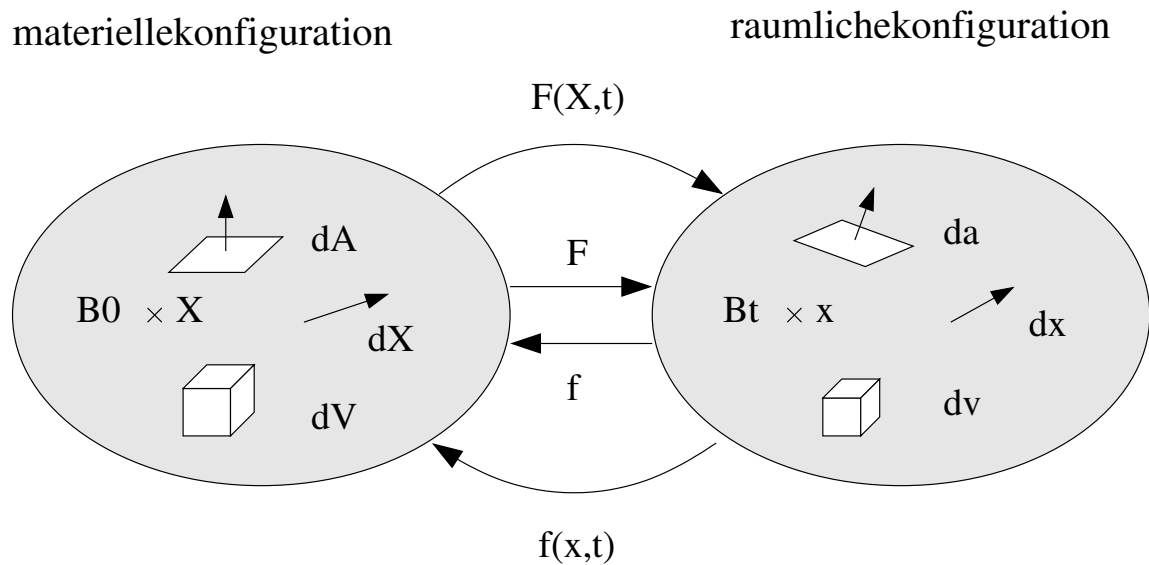 materiellekonfiguration
raumlichekonfiguration
F(X,t)
dA
da
F
B0 × X
dX
Bt × x
dx
f
dV
dv
f(x,t)